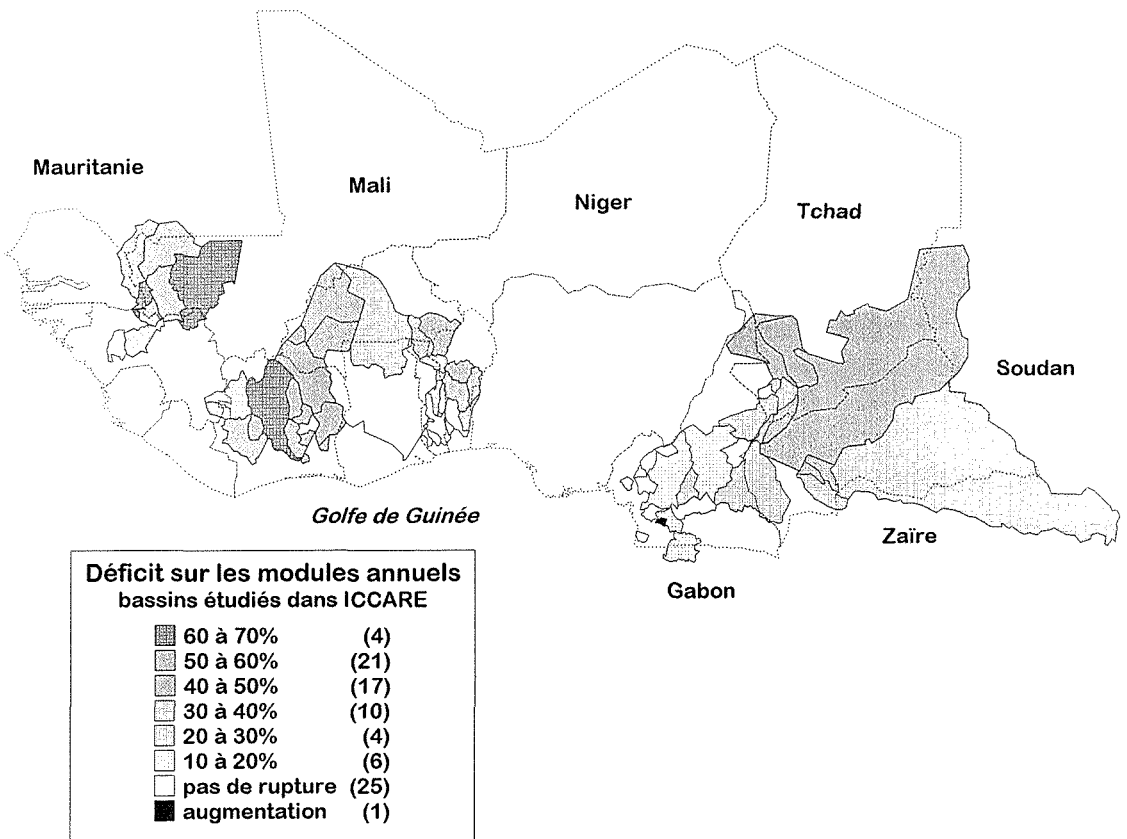 Mauritanie
Mali
Niger
Tchad
Soudan
Golfe de Guinée
Zaïre
Gabon
Déficit sur les modules annuels
bassins étudiés dans ICCARE
60 à 70% (4)
50 à 60% (21)
40 à 50% (17)
30 à 40% (10)
20 à 30% (4)
10 à 20% (6)
pas de rupture (25)
augmentation (1)